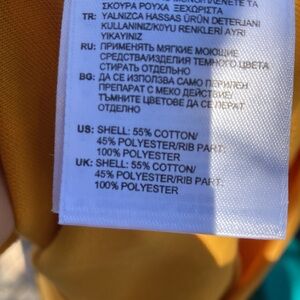 ΣΚΟΥΡΑ ΡΟΥΧΑ ΞΕΧΩΡΙΣΤΑ
TR: YALNIZCA HASSAS ÜRÜN DETERJANI
KULLANINIZ/KOYU RENKLERİ AYRI
YIKAYINIZ
RU: ПРИМЕНЯТЬ МЯГКИЕ МОЮЩИЕ
СРЕДСТВА/ИЗДЕЛИЯ ТЕМНОГО ЦВЕТА
СТИРАТЬ ОТДЕЛЬНО
BG: ДА СЕ ИЗПОЛЗВА САМО ПЕРИЛЕН
ПРЕПАРАТ С МЕКО ДЕЙСТВИЕ/
ТЪМНИТЕ ЦВЕТОВЕ ДА СЕ ПЕРАТ
ОТДЕЛНО
US: SHELL: 55% COTTON/
45% POLYESTER/RIB PART:
100% POLYESTER
UK: SHELL: 55% COTTON/
45% POLYESTER/RIB PART:
100% POLYESTER